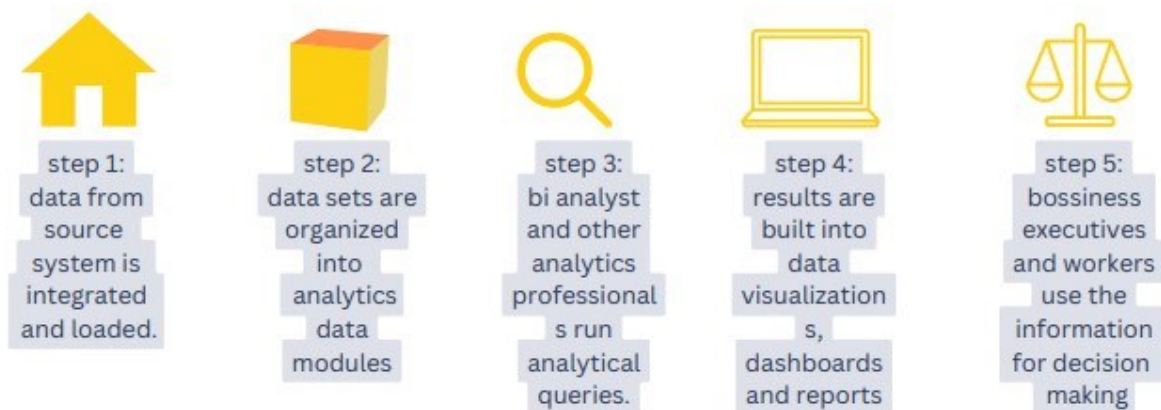 step 1:
data from
source
system is
integrated
and loaded.
step 2:
data sets are
organized
into
analytics
data
modules
step 3:
bi analyst
and other
analytics
professional
s run
analytical
queries.
step 4:
results are
built into
data
visualization
s,
dashboards
and reports
step 5:
bossiness
executives
and workers
use the
information
for decision
making